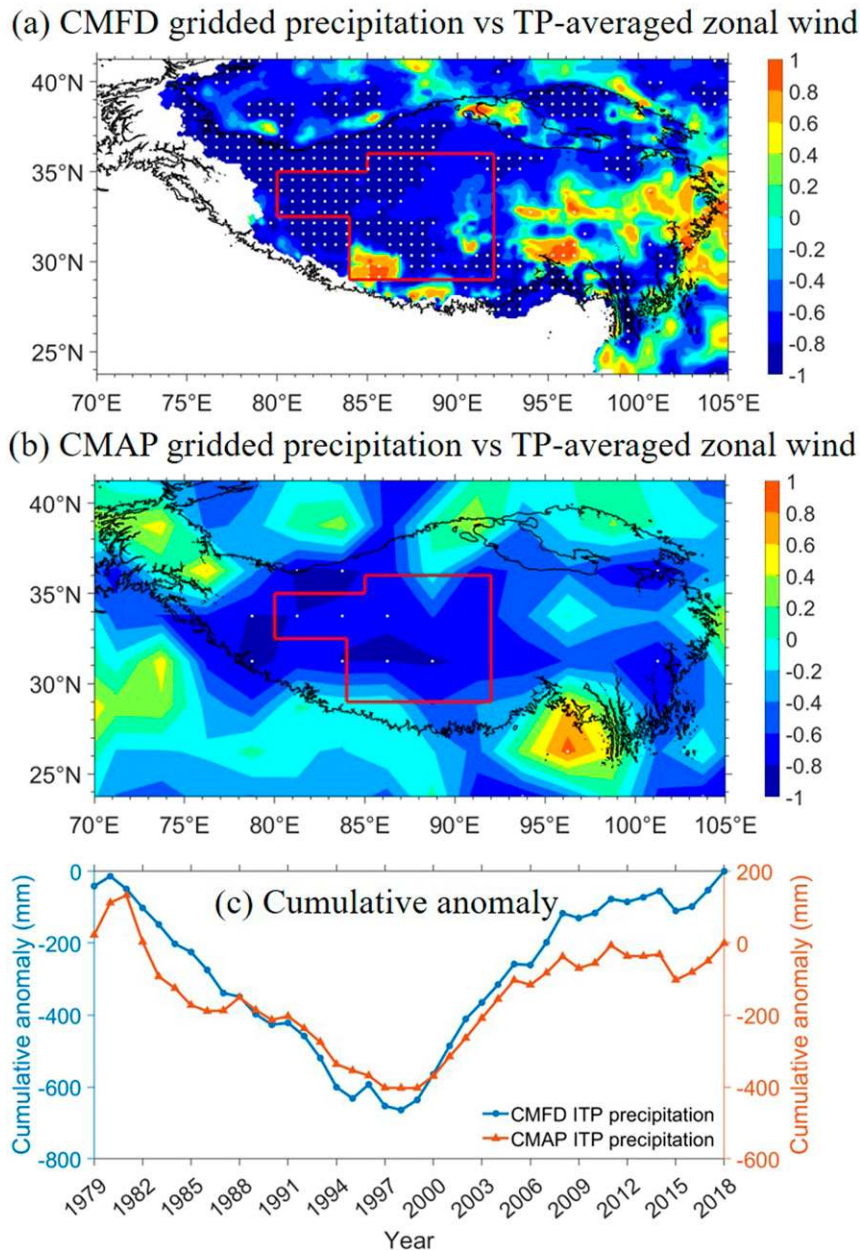 (a) CMFD gridded precipitation vs TP-averaged zonal wind
40°N
35°N
30°N
25°N
70°E 75°E 80°E 85°E 90°E 95°E 100°E 105°E
1
0.8
0.6
0.4
0.2
0
-0.2
-0.4
-0.6
-0.8
-1
(b) CMAP gridded precipitation vs TP-averaged zonal wind
40°N
35°N
30°N
25°N
70°E 75°E 80°E 85°E 90°E 95°E 100°E 105°E
1
0.8
0.6
0.4
0.2
0
-0.2
-0.4
-0.6
-0.8
-1
(c) Cumulative anomaly
Cumulative anomaly (mm)
0
-200
-400
-600
-800
200
0
-200
-400
-600
Cumulative anomaly (mm)
CMFD ITP precipitation
CMAP ITP precipitation
1979 1982 1985 1988 1991 1994 1997 2000 2003 2006 2009 2012 2015 2018
Year